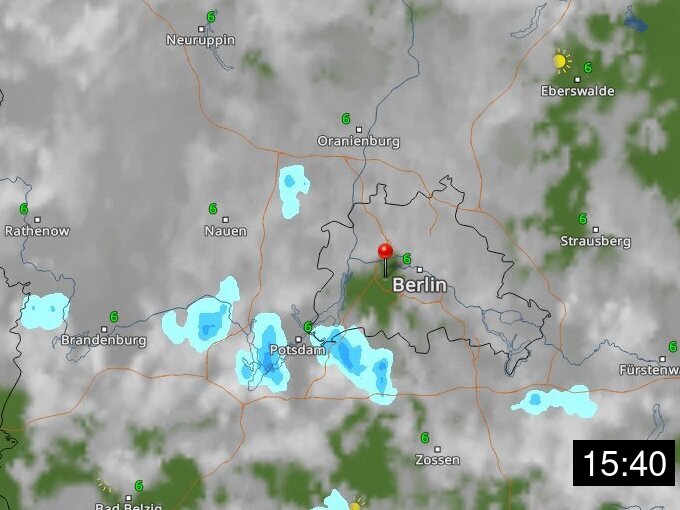 6
Neuruppin
6
Eberswalde
6
Oranienburg
6
Rathenow
6
Nauen
6
Strausberg
6
Berlin
6
Brandenburg
6
Potsdam
6
Fürstenwa
6
Zossen
15:40
6
Bad Belzig